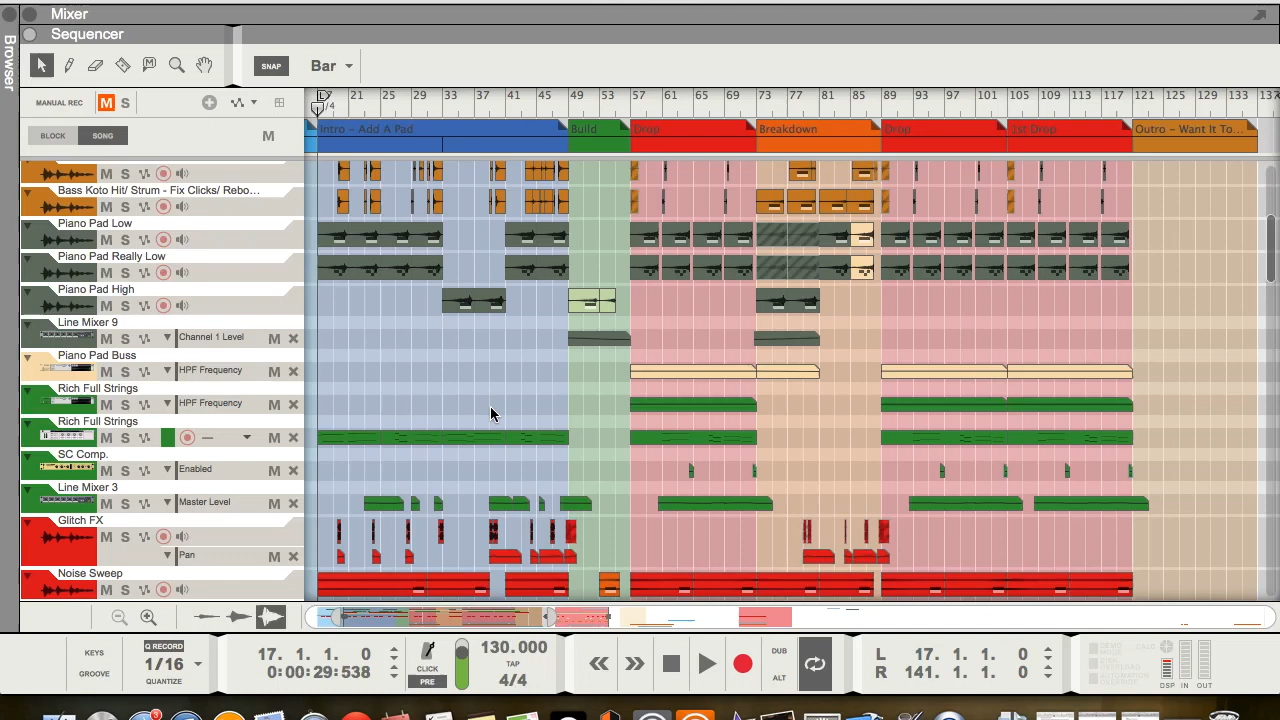 Mixer
Sequencer
Browser
SNAP
Bar
MANUAL REC M S
17 21 25 29 33 37 41 45 49 53 57 61 65 69 73 77 81 85 89 93 97 101 105 109 113 117 121 125 129 133 137
/4
BLOCK SONG M
Intro - Add A Pad Build Drop Breakdown Drop 1st Drop Outro - Want It To...
M S
Bass Koto Hit/ Strum - Fix Clicks/ Rebo...
M S
Piano Pad Low
M S
Piano Pad Really Low
M S
Piano Pad High
M S
Line Mixer 9
M S Channel 1 Level M
Piano Pad Buss
M S HPF Frequency M
Rich Full Strings
M S HPF Frequency M
Rich Full Strings
M S M
SC Comp.
M S Enabled M
Line Mixer 3
M S Master Level M
Glitch FX
M S
Pan M
Noise Sweep
M S
KEYS
GROOVE
Q RECORD
1/16
QUANTIZE
17. 1. 1. 0
0:00:29:538
CLICK
PRE
130.000
TAP
4/4
DUB
ALT
L 17. 1. 1. 0
R 141. 1. 1. 0
CALC
DSP IN OUT
3